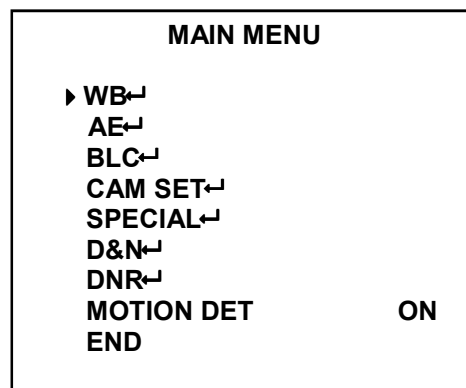 MAIN MENU
WB↵
AE↵
BLC↵
CAM SET↵
SPECIAL↵
D&N↵
DNR↵
MOTION DET ON
END